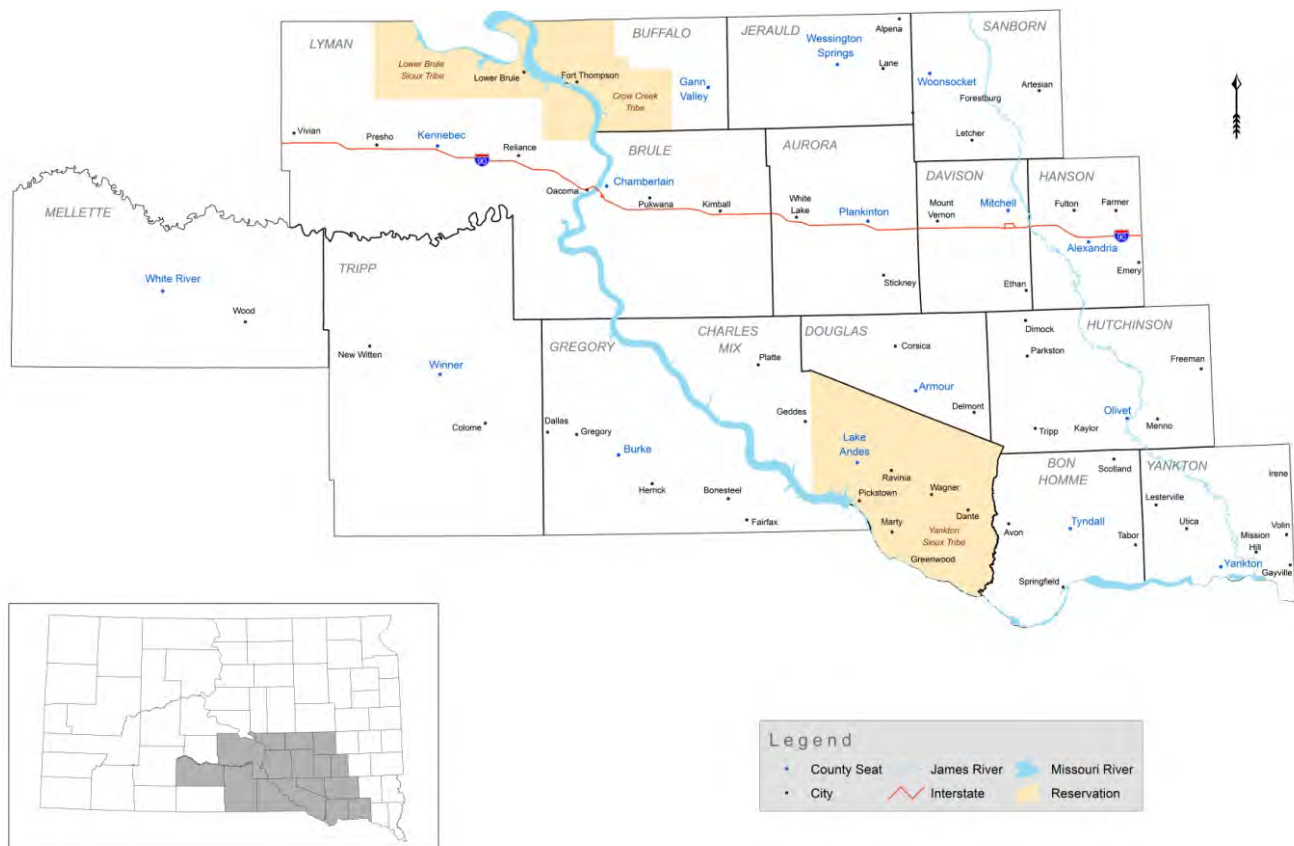 LYMAN
BUFFALO
JERAULD
SANBORN
Alpena
Wessington
Springs
Lane
Lower Brule
Sioux Tribe
Lower Brule
Fort Thompson
Gann
Valley
Woonsocket
Artesian
Crow Creek
Tribe
Forestburg
Letcher
Vivian
Presho
Kennebec
90
Reliance
BRULE
AURORA
DAVISON
HANSON
Oacoma
Chamberlain
Pukwana
Kimball
White
Lake
Plankinton
Mount
Vernon
Mitchell
Fulton
Farmer
90
Alexandria
Emery
MELLETTE
White River
Wood
TRIPP
Stickney
Ethan
New Witten
Winner
Colome
GREGORY
CHARLES
MIX
Platte
DOUGLAS
Corsica
Armour
Delmont
Dimock
HUTCHINSON
Parkston
Freeman
Olivet
Menno
Tripp
Kaylor
Dallas
Gregory
Burke
Herrick
Bonesteel
Fairfax
Geddes
Lake
Andes
Ravinia
Pickstown
Wagner
Dante
Marty
Yankton
Sioux Tribe
Greenwood
BON
HOMME
Scotland
YANKTON
Irene
Lesterville
Avon
Tyndall
Tabor
Utica
Mission
Hill
Volin
Gayville
Yankton
Springfield
Legend
County Seat
James River
Missouri River
City
Interstate
Reservation